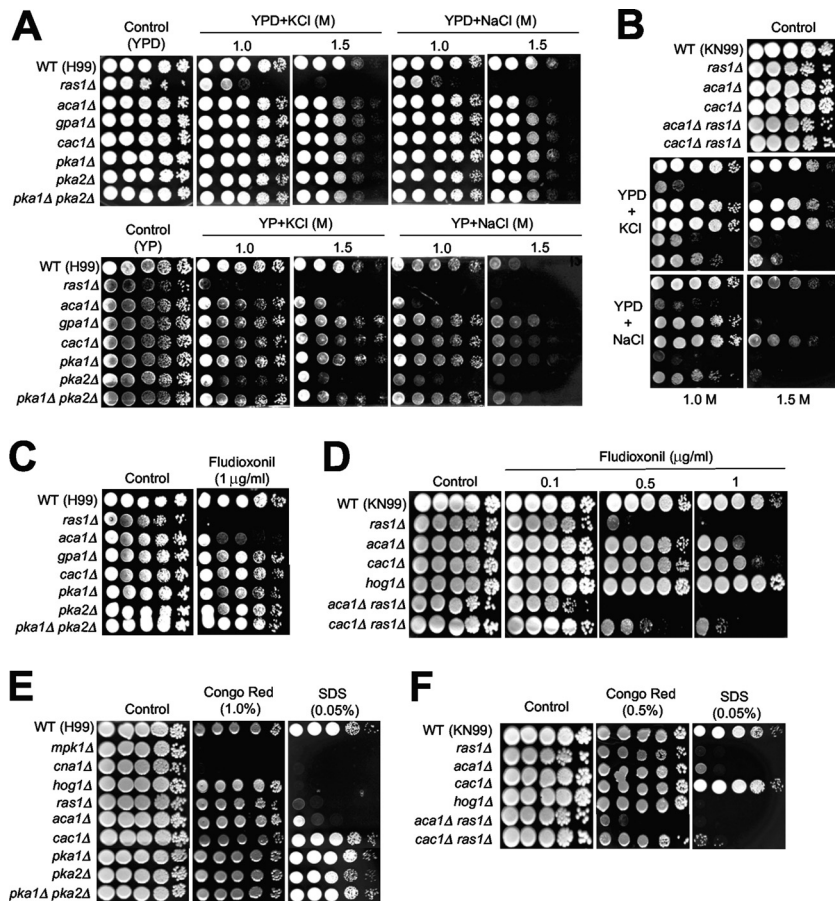 A
Control
(YPD)
YPD+KCl (M)
1.0
1.5
YPD+NaCl (M)
1.0
1.5
WT (H99)
ras1Δ
aca1Δ
gpa1Δ
cac1Δ
pka1Δ
pka2Δ
pka1Δ pka2Δ
Control
(YP)
YP+KCl (M)
1.0
1.5
YP+NaCl (M)
1.0
1.5
WT (H99)
ras1Δ
aca1Δ
gpa1Δ
cac1Δ
pka1Δ
pka2Δ
pka1Δ pka2Δ
B
Control
WT (KN99)
ras1Δ
aca1Δ
cac1Δ
aca1Δ ras1Δ
cac1Δ ras1Δ
YPD
+
KCl
YPD
+
NaCl
1.0 M
1.5 M
C
Control
Fludioxonil
(1 µg/ml)
WT (H99)
ras1Δ
aca1Δ
gpa1Δ
cac1Δ
pka1Δ
pka2Δ
pka1Δ pka2Δ
D
Control
Fludioxonil (µg/ml)
0.1
0.5
1
WT (KN99)
ras1Δ
aca1Δ
cac1Δ
hog1Δ
aca1Δ ras1Δ
cac1Δ ras1Δ
E
Control
Congo Red
(1.0%)
SDS
(0.05%)
WT (H99)
mpk1Δ
cna1Δ
hog1Δ
ras1Δ
aca1Δ
cac1Δ
pka1Δ
pka2Δ
pka1Δ pka2Δ
F
Control
Congo Red
(0.5%)
SDS
(0.05%)
WT (KN99)
ras1Δ
aca1Δ
cac1Δ
hog1Δ
aca1Δ ras1Δ
cac1Δ ras1Δ